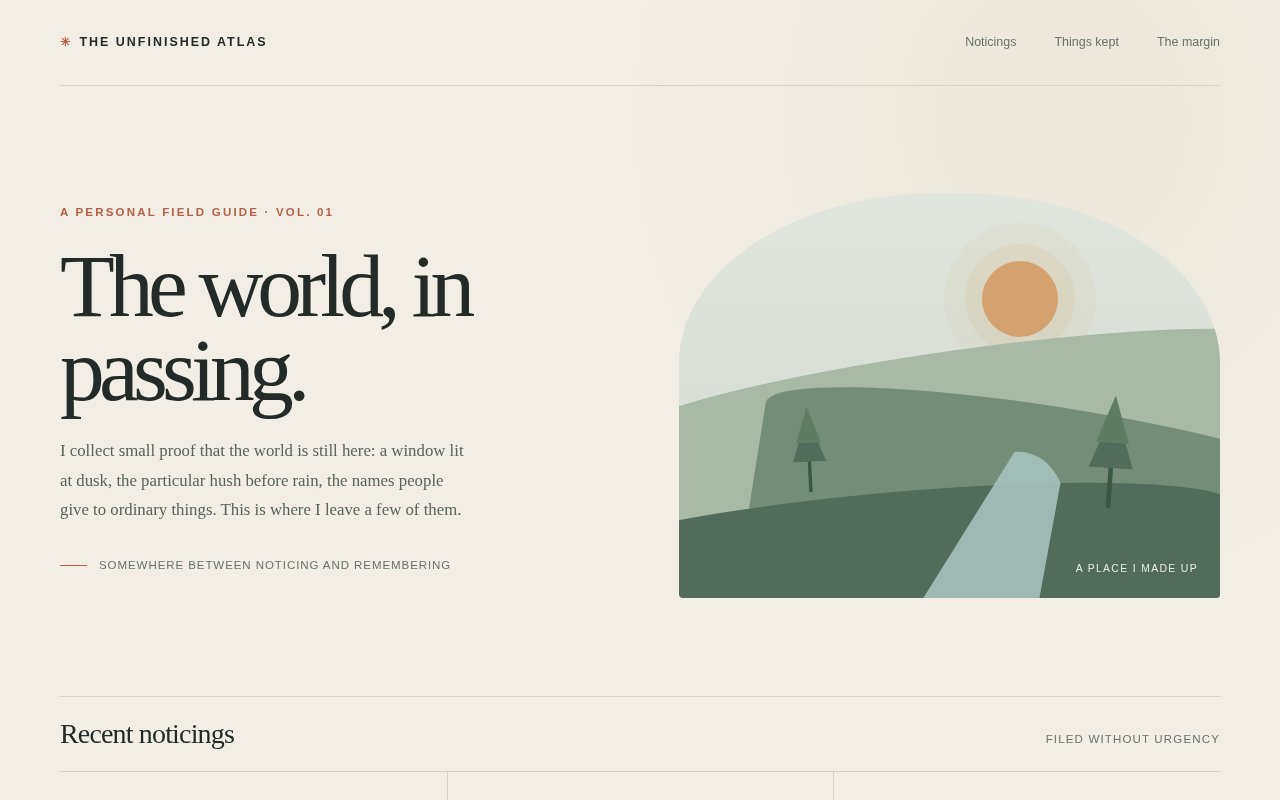 ✳ THE UNFINISHED ATLAS
Noticings Things kept The margin
A PERSONAL FIELD GUIDE · VOL. 01
The world, in
passing.
I collect small proof that the world is still here: a window lit
at dusk, the particular hush before rain, the names people
give to ordinary things. This is where I leave a few of them.
SOMEWHERE BETWEEN NOTICING AND REMEMBERING
A PLACE I MADE UP
Recent noticings
FILED WITHOUT URGENCY